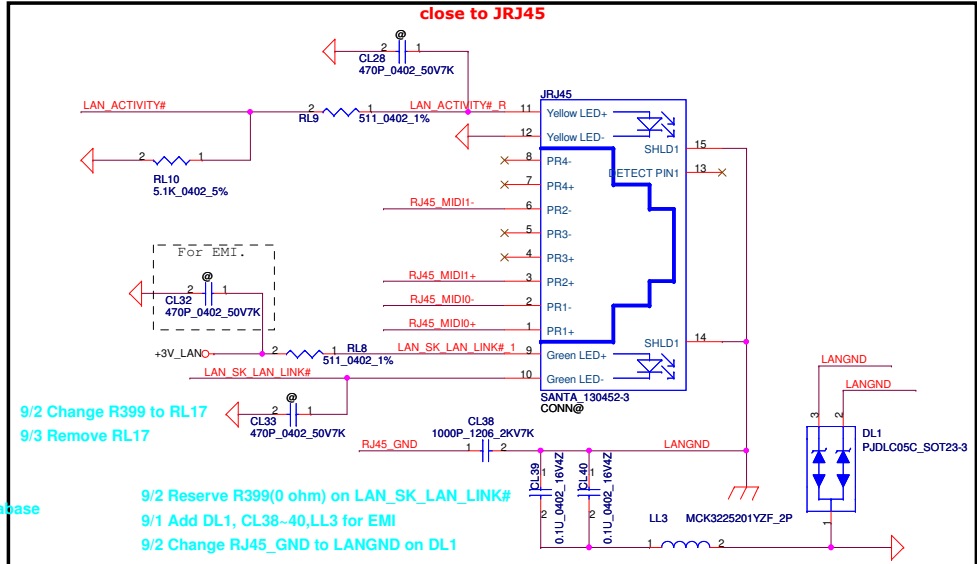 close to JRJ45
@
2 1
CL28
470P_0402_50V7K
JRJ45
LAN_ACTIVITY#
2 1
RL9
511_0402_1%
LAN_ACTIVITY#_R
11 Yellow LED+
12 Yellow LED-
SHLD1 15
8 PR4-
DETECT PIN1 13
2 1
RL10
5.1K_0402_5%
7 PR4+
RJ45_MIDI1- 6 PR2-
5 PR3-
4 PR3+
For EMI.
@
2 1
CL32
470P_0402_50V7K
RJ45_MIDI1+ 3 PR2+
RJ45_MIDI0- 2 PR1-
RJ45_MIDI0+ 1 PR1+
SHLD1 14
+3V_LAN
2 1
RL8
511_0402_1%
LAN_SK_LAN_LINK#_1 9 Green LED+
LAN_SK_LAN_LINK# 10 Green LED-
SANTA_130452-3
CONN@
@
2 1
CL33
470P_0402_50V7K
LANGND
LANGND
3 2
DL1
PJDLC05C_SOT23-3
1
9/2 Change R399 to RL17
9/3 Remove RL17
CL38
1000P_1206_2KV7K
RJ45_GND 1 2
LANGND
CL39
1
2
0.1U_0402_16V4Z
CL40
1
2
0.1U_0402_16V4Z
LL3 MCK3225201YZF_2P
1 2
abase
9/2 Reserve R399(0 ohm) on LAN_SK_LAN_LINK#
9/1 Add DL1, CL38~40,LL3 for EMI
9/2 Change RJ45_GND to LANGND on DL1